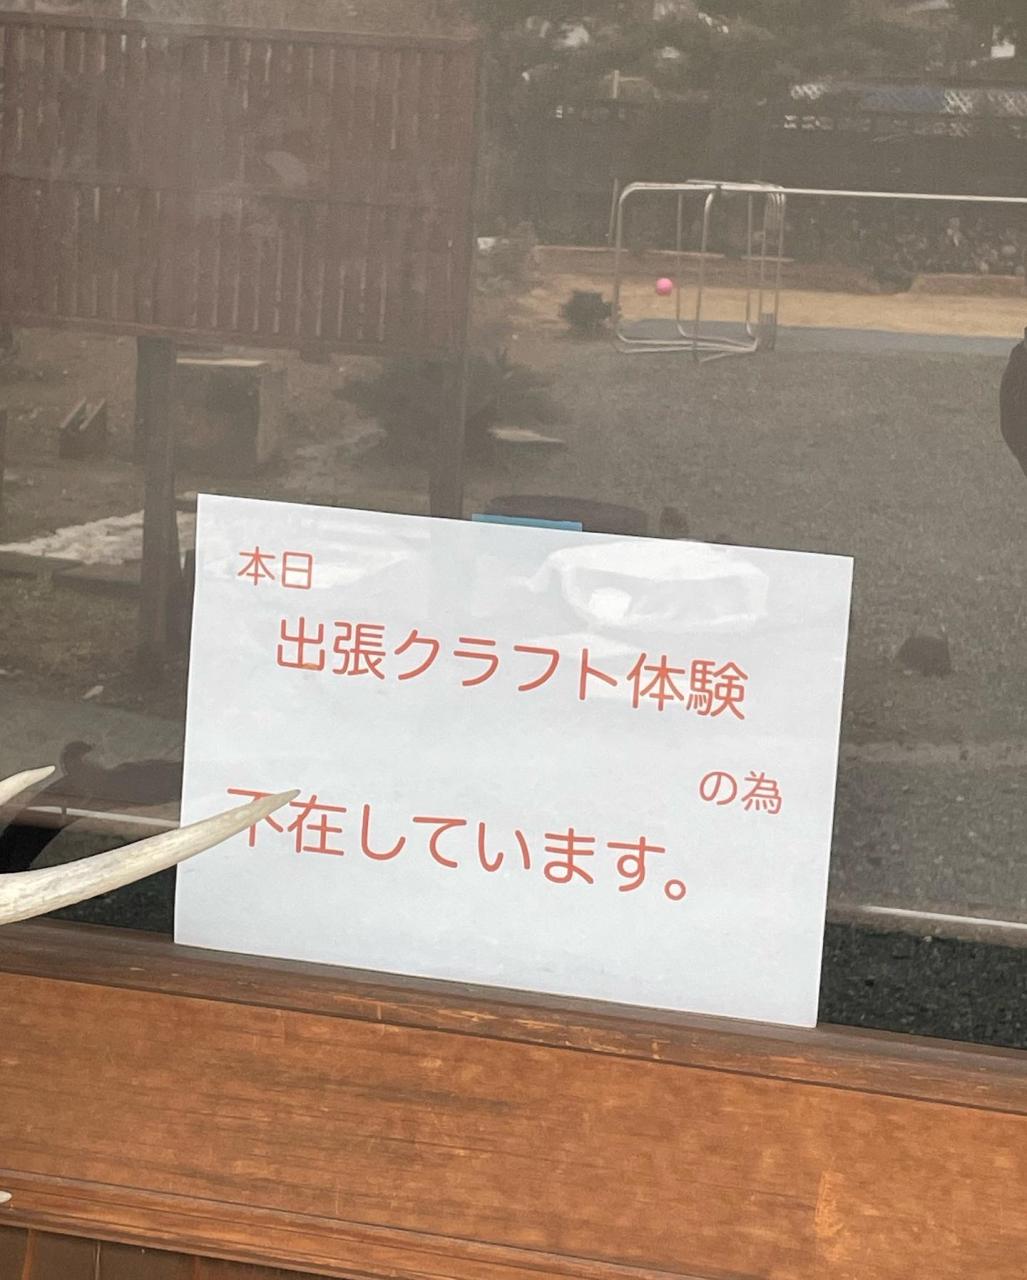 本日
出張クラフト体験
の為
不在しています。